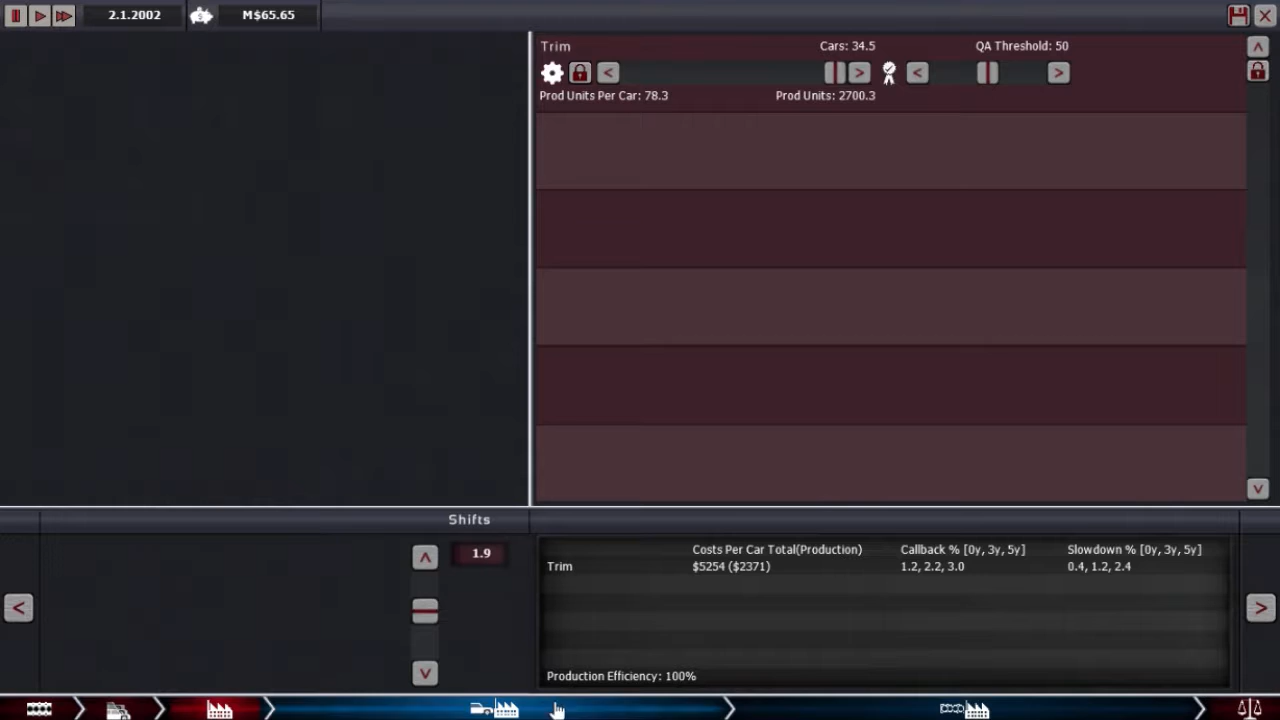 2.1.2002 M$65.65
Trim Cars: 34.5 QA Threshold: 50
Prod Units Per Car: 78.3 Prod Units: 2700.3
Shifts
1.9
Costs Per Car Total(Production) Callback % [0y, 3y, 5y] Slowdown % [0y, 3y, 5y]
Trim $5254 ($2371) 1.2, 2.2, 3.0 0.4, 1.2, 2.4
Production Efficiency: 100%